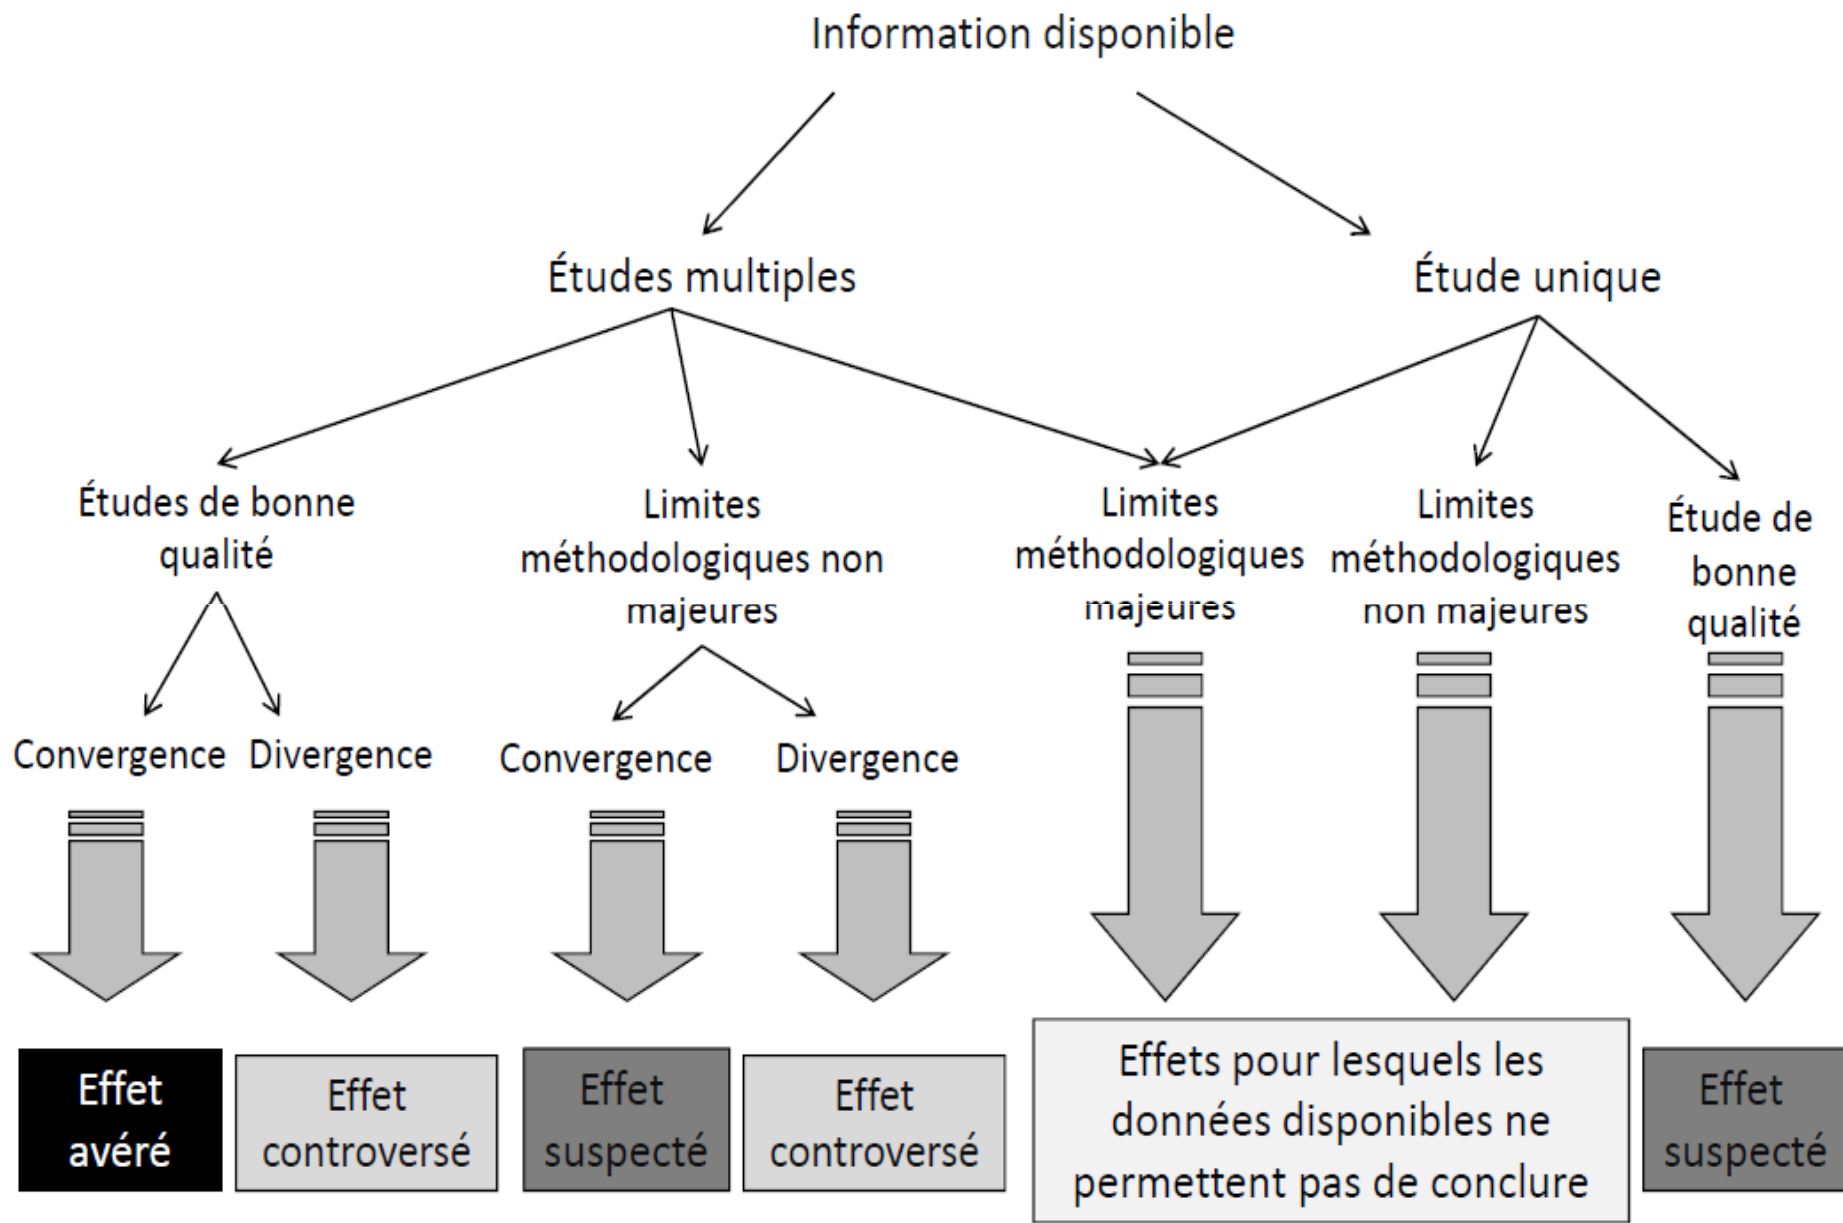 Information disponible
Études multiples
Étude unique
Études de bonne
qualité
Limites
méthodologiques non
majeures
Limites
méthodologiques
majeures
Limites
méthodologiques
non majeures
Étude de
bonne
qualité
Convergence
Divergence
Convergence
Divergence
Effet
avéré
Effet
controversé
Effet
suspecté
Effet
controversé
Effets pour lesquels les
données disponibles ne
permettent pas de conclure
Effet
suspecté